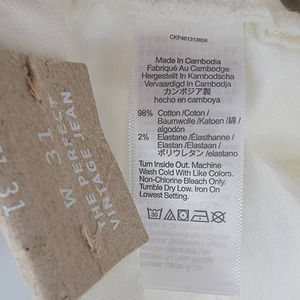 CKP461313606
Made in Cambodia
Fabriqué Au Cambodge
Hergestellt In Kambodscha
Vervaardigd In Cambodja
カンボジア製
hecho en camboya
98% Cotton /Coton /
Baumwolle / Katoen /綿 /
algodón
2% Elastane /Élasthanne /
Elastan / Elastaan /
ポリウレタン /elastano
Turn Inside Out. Machine
Wash Cold With Like Colors.
Non-Chlorine Bleach Only.
Tumble Dry Low. Iron On
Lowest Setting.
W 31
THE PERFECT
VINTAGE JEAN
31